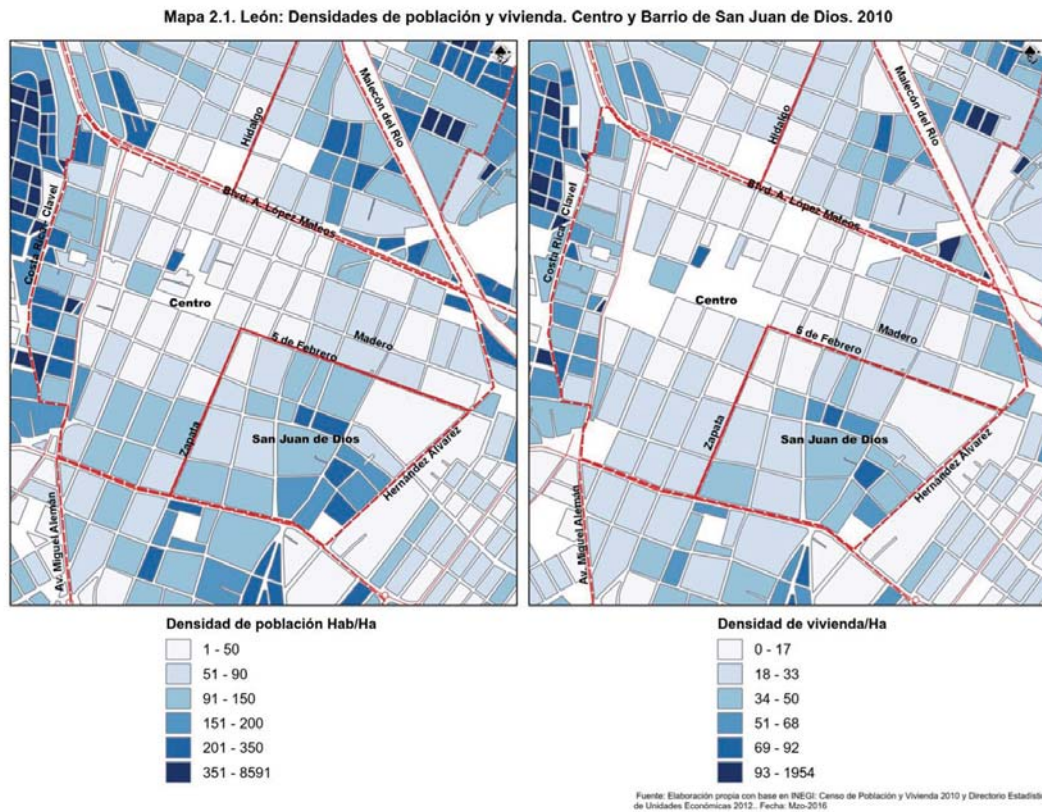 Mapa 2.1. León: Densidades de población y vivienda. Centro y Barrio de San Juan de Dios. 2010
Malecón del Río
Hidalgo
Blvd. A. López Mateos
Costa Rica - Clavel
Centro
Madero
5 de Febrero
Zapata
San Juan de Dios
Hernández Álvarez
Av. Miguel Alemán
Malecón del Río
Hidalgo
Blvd. A. López Mateos
Costa Rica - Clavel
Centro
Madero
5 de Febrero
Zapata
San Juan de Dios
Hernández Álvarez
Av. Miguel Alemán
Densidad de población Hab/Ha
1 - 50
51 - 90
91 - 150
151 - 200
201 - 350
351 - 8591
Densidad de vivienda/Ha
0 - 17
18 - 33
34 - 50
51 - 68
69 - 92
93 - 1954
Fuente: Elaboración propia con base en INEGI: Censo de Población y Vivienda 2010 y Directorio Estadísti
de Unidades Económicas 2012.. Fecha: Mzo-2016